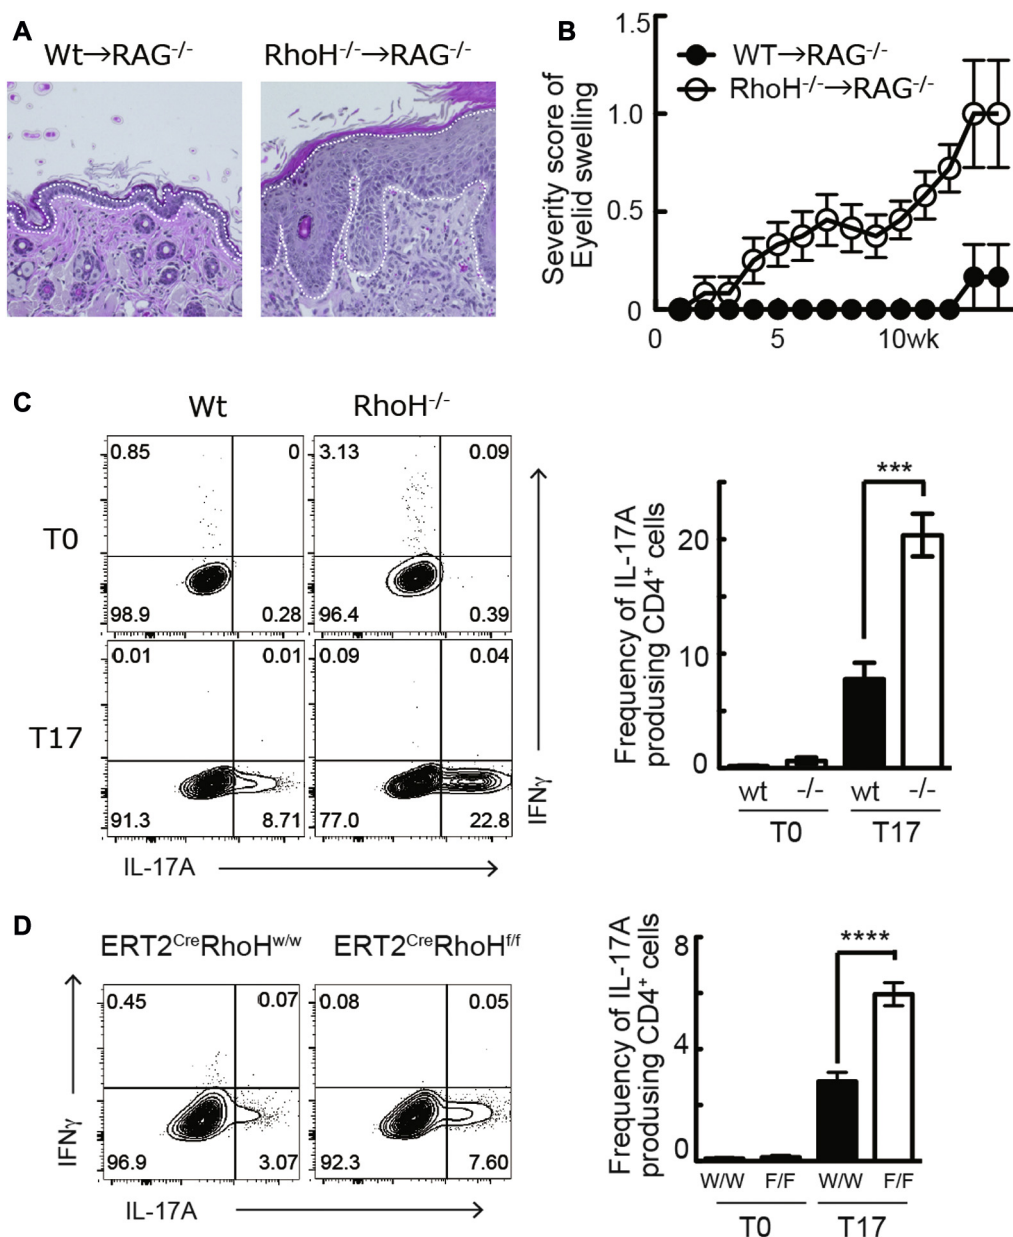 A
Wt→RAG-/-
RhoH-/-→RAG-/-
B
1.5
1.0
0.5
0
Severity score of
Eyelid swelling
WT→RAG-/-
RhoH-/-→RAG-/-
0 5 10wk
C
Wt RhoH-/-
T0
0.85 0
98.9 0.28
3.13 0.09
96.4 0.39
T17
0.01 0.01
91.3 8.71
0.09 0.04
77.0 22.8
IL-17A
IFNγ
Frequency of IL-17A
produsing CD4+ cells
20
10
0
***
wt -/- wt -/-
T0 T17
D
ERT2CreRhoHw/w ERT2CreRhoHf/f
0.45 0.07
96.9 3.07
0.08 0.05
92.3 7.60
IFNγ
IL-17A
Frequency of IL-17A
produsing CD4+ cells
8
4
0
****
W/W F/F W/W F/F
T0 T17